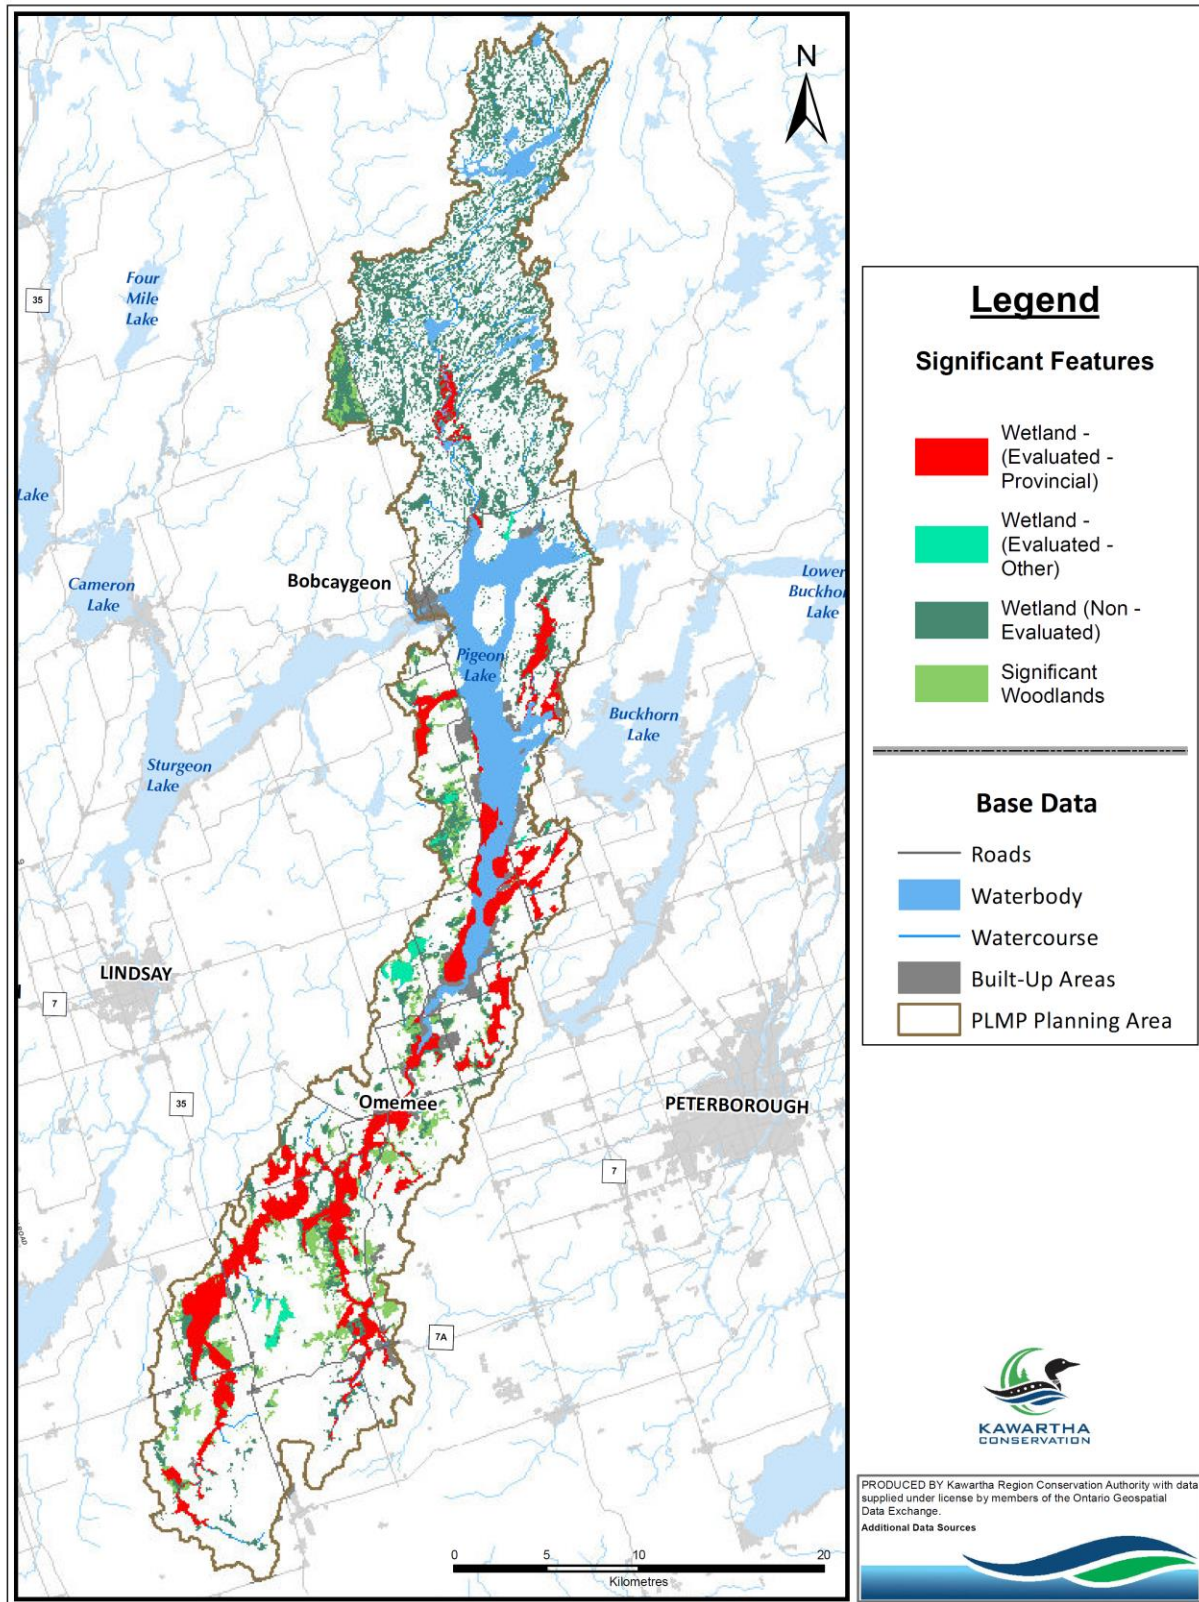 N
35
Four
Mile
Lake
Lake
Cameron
Lake
Bobcaygeon
Lower
Buckhor
Lake
Pigeon
Lake
Buckhorn
Lake
Sturgeon
Lake
LINDSAY
7
35
Omemee
PETERBOROUGH
7
7A
0 5 10 20
Kilometres
Legend
Significant Features
Wetland -
(Evaluated -
Provincial)
Wetland -
(Evaluated -
Other)
Wetland (Non -
Evaluated)
Significant
Woodlands
Base Data
Roads
Waterbody
Watercourse
Built-Up Areas
PLMP Planning Area
KAWARTHA
CONSERVATION
PRODUCED BY Kawartha Region Conservation Authority with data
supplied under license by members of the Ontario Geospatial
Data Exchange.
Additional Data Sources